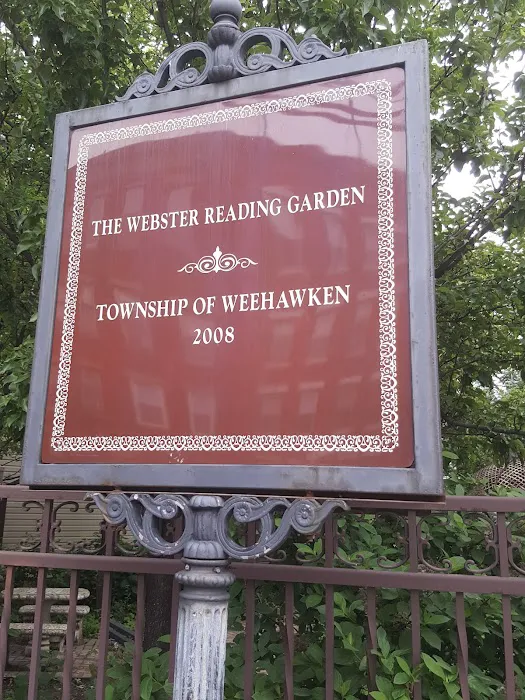 THE WEBSTER READING GARDEN
TOWNSHIP OF WEEHAWKEN
2008